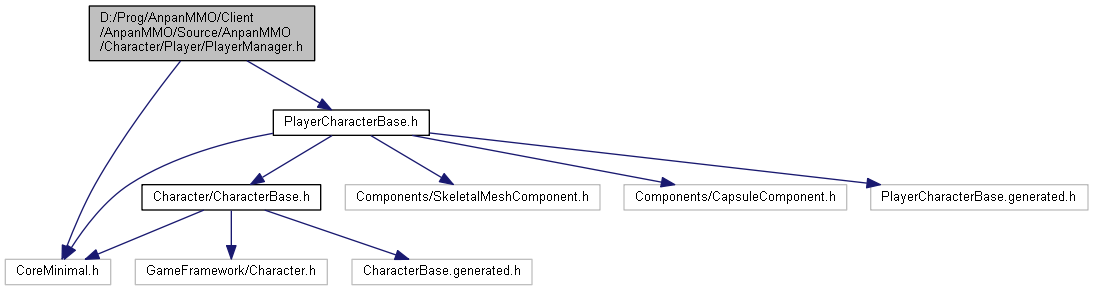 D:/Prog/AnpanMMO/Client
/AnpanMMO/Source/AnpanMMO
/Character/Player/PlayerManager.h
PlayerCharacterBase.h
Character/CharacterBase.h
Components/SkeletalMeshComponent.h
Components/CapsuleComponent.h
PlayerCharacterBase.generated.h
CoreMinimal.h
GameFramework/Character.h
CharacterBase.generated.h